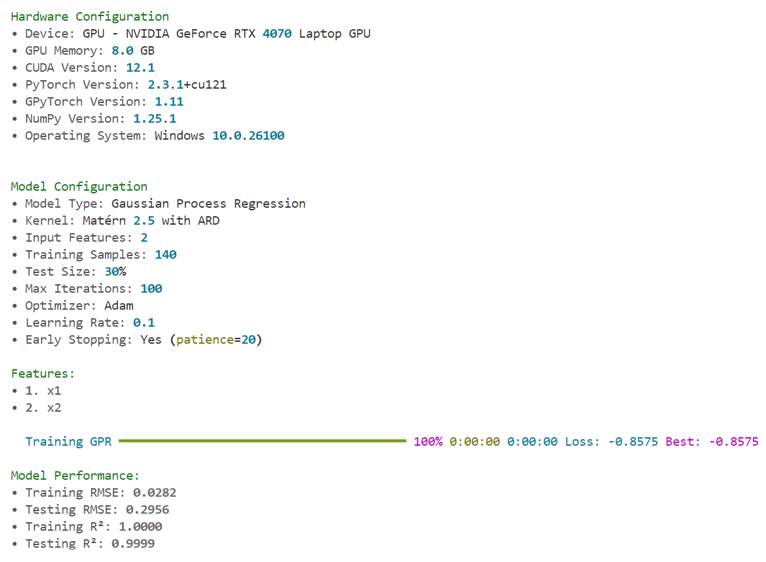 Hardware Configuration
• Device: GPU - NVIDIA GeForce RTX 4070 Laptop GPU
• GPU Memory: 8.0 GB
• CUDA Version: 12.1
• PyTorch Version: 2.3.1+cu121
• GPyTorch Version: 1.11
• NumPy Version: 1.25.1
• Operating System: Windows 10.0.26100
Model Configuration
• Model Type: Gaussian Process Regression
• Kernel: Matérn 2.5 with ARD
• Input Features: 2
• Training Samples: 140
• Test Size: 30%
• Max Iterations: 100
• Optimizer: Adam
• Learning Rate: 0.1
• Early Stopping: Yes (patience=20)
Features:
• 1. x1
• 2. x2
Training GPR 100% 0:00:00 0:00:00 Loss: -0.8575 Best: -0.8575
Model Performance:
• Training RMSE: 0.0282
• Testing RMSE: 0.2956
• Training R²: 1.0000
• Testing R²: 0.9999